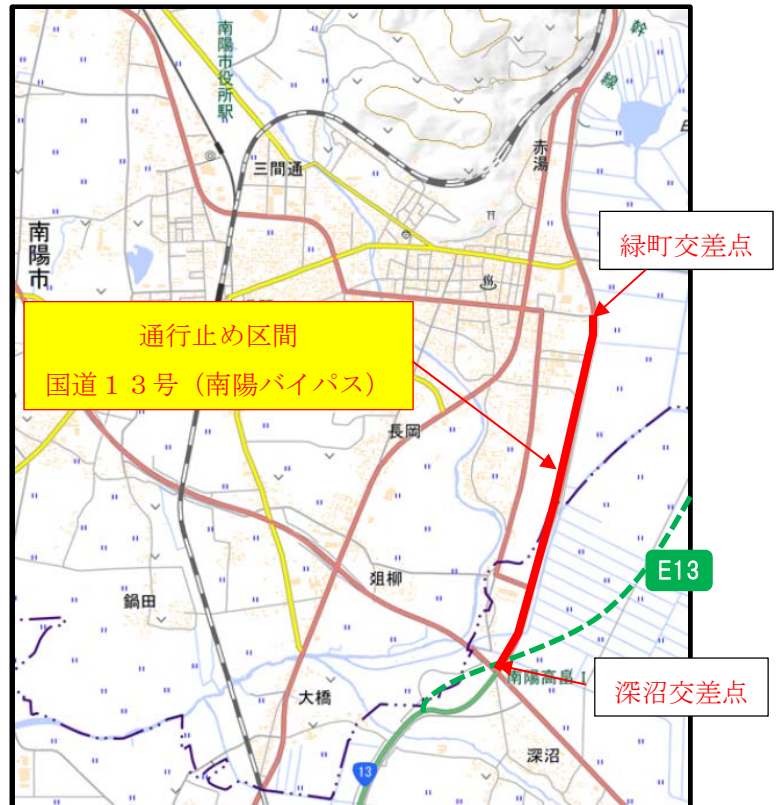 幹
線
南陽市役所駅
赤湯
三間通
南陽市
緑町交差点
通行止め区間
国道13号（南陽バイパス）
長岡
E13
爼柳
鍋田
南陽高畠I
深沼交差点
大橋
深沼
13